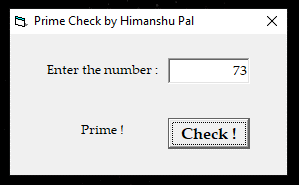 Prime Check by Himanshu Pal
Enter the number : 73
Prime ! Check !